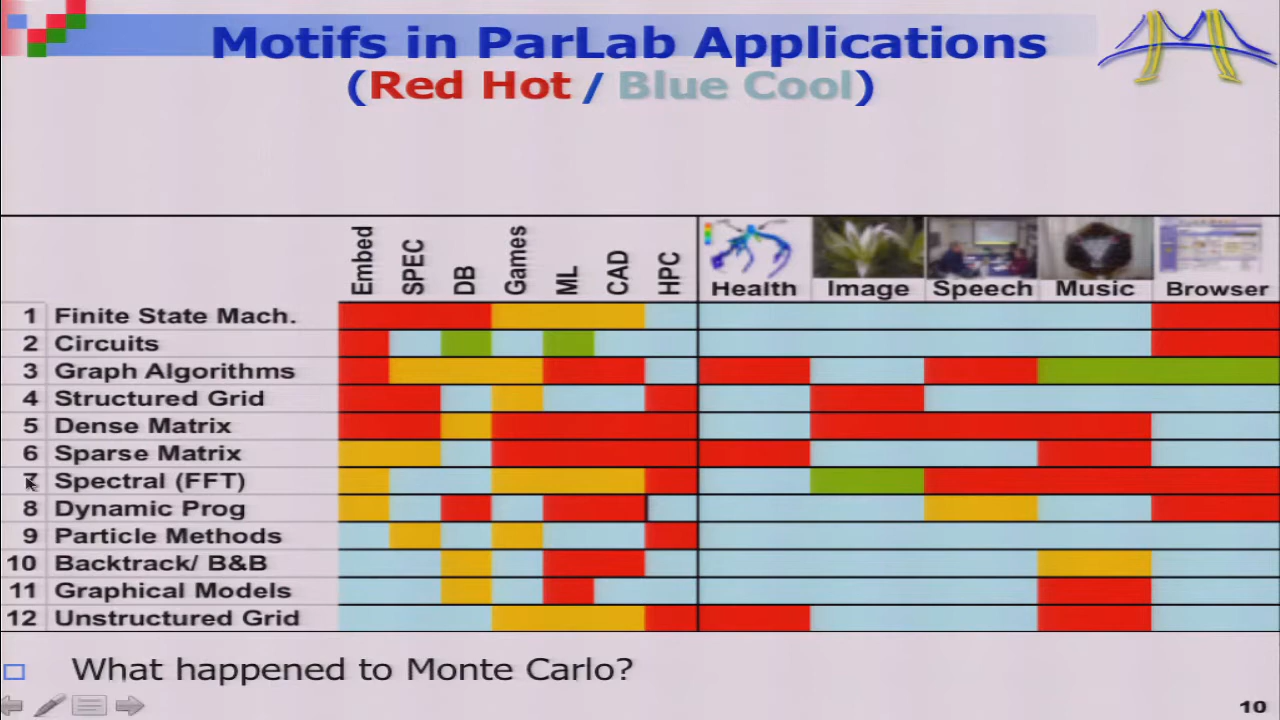 Motifs in ParLab Applications
(Red Hot / Blue Cool)
Embed SPEC DB Games ML CAD HPC Health Image Speech Music Browser
1 Finite State Mach.
2 Circuits
3 Graph Algorithms
4 Structured Grid
5 Dense Matrix
6 Sparse Matrix
7 Spectral (FFT)
8 Dynamic Prog
9 Particle Methods
10 Backtrack/ B&B
11 Graphical Models
12 Unstructured Grid
What happened to Monte Carlo?
10